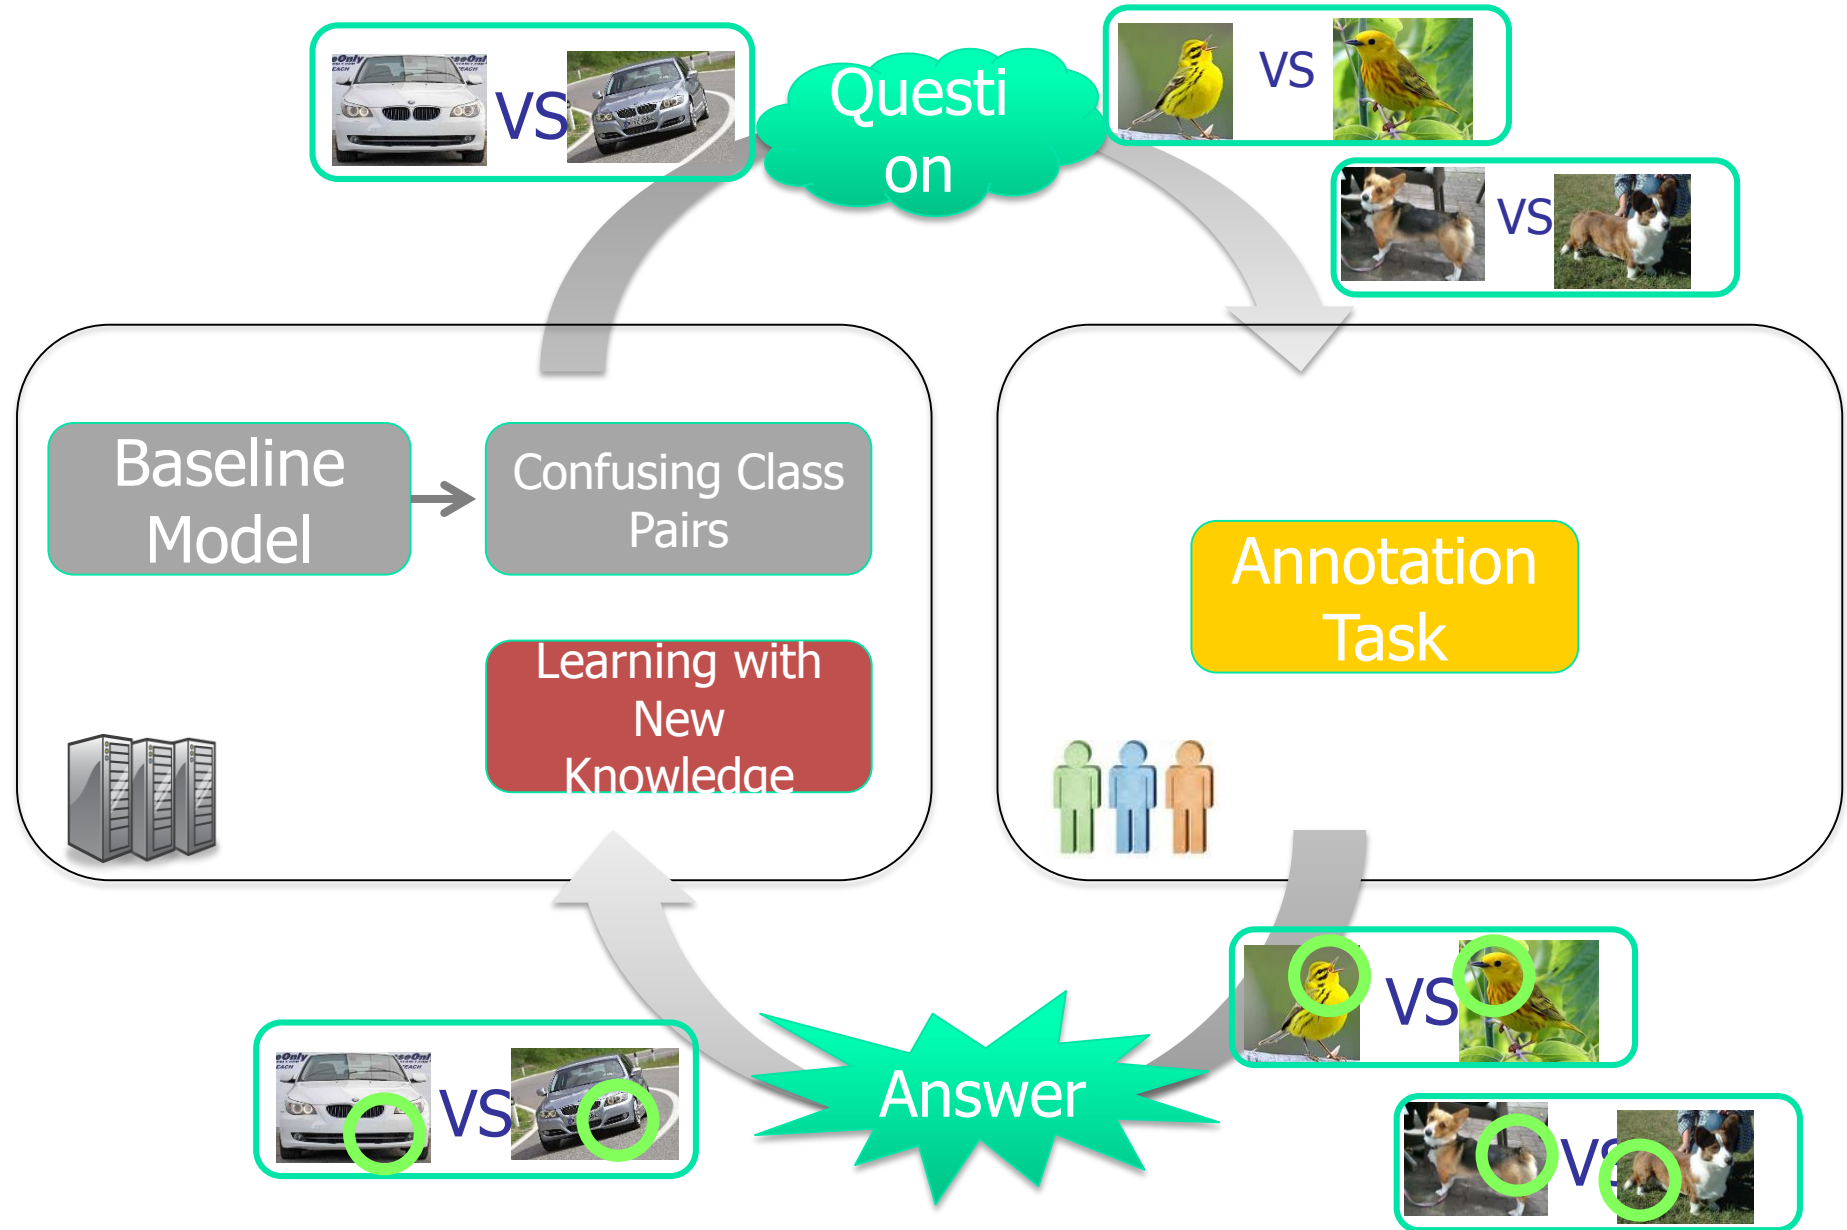 VS
Questi
on
VS
VS
Baseline
Model
Confusing Class
Pairs
Learning with
New
Knowledge
Annotation
Task
VS
VS
Answer
VS